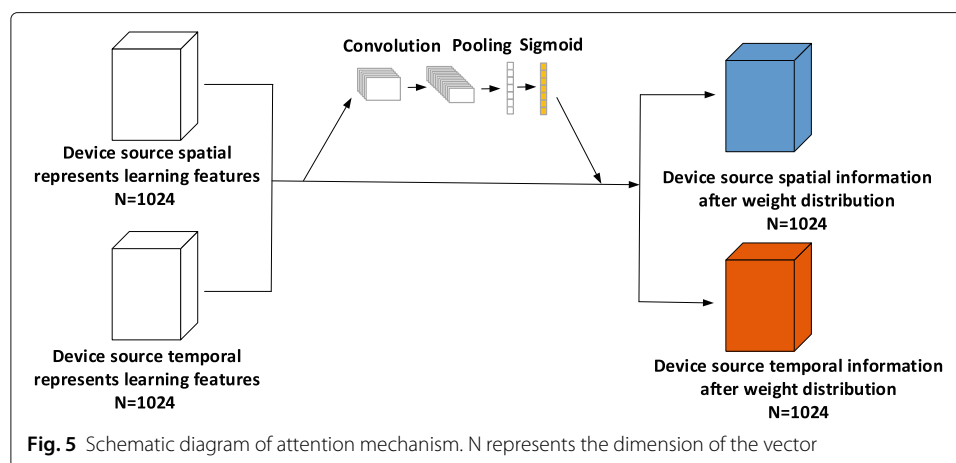 Convolution Pooling Sigmoid
Device source spatial
represents learning features
N=1024
Device source temporal
represents learning features
N=1024
Device source spatial information
after weight distribution
N=1024
Device source temporal information
after weight distribution
N=1024
Fig. 5 Schematic diagram of attention mechanism. N represents the dimension of the vector